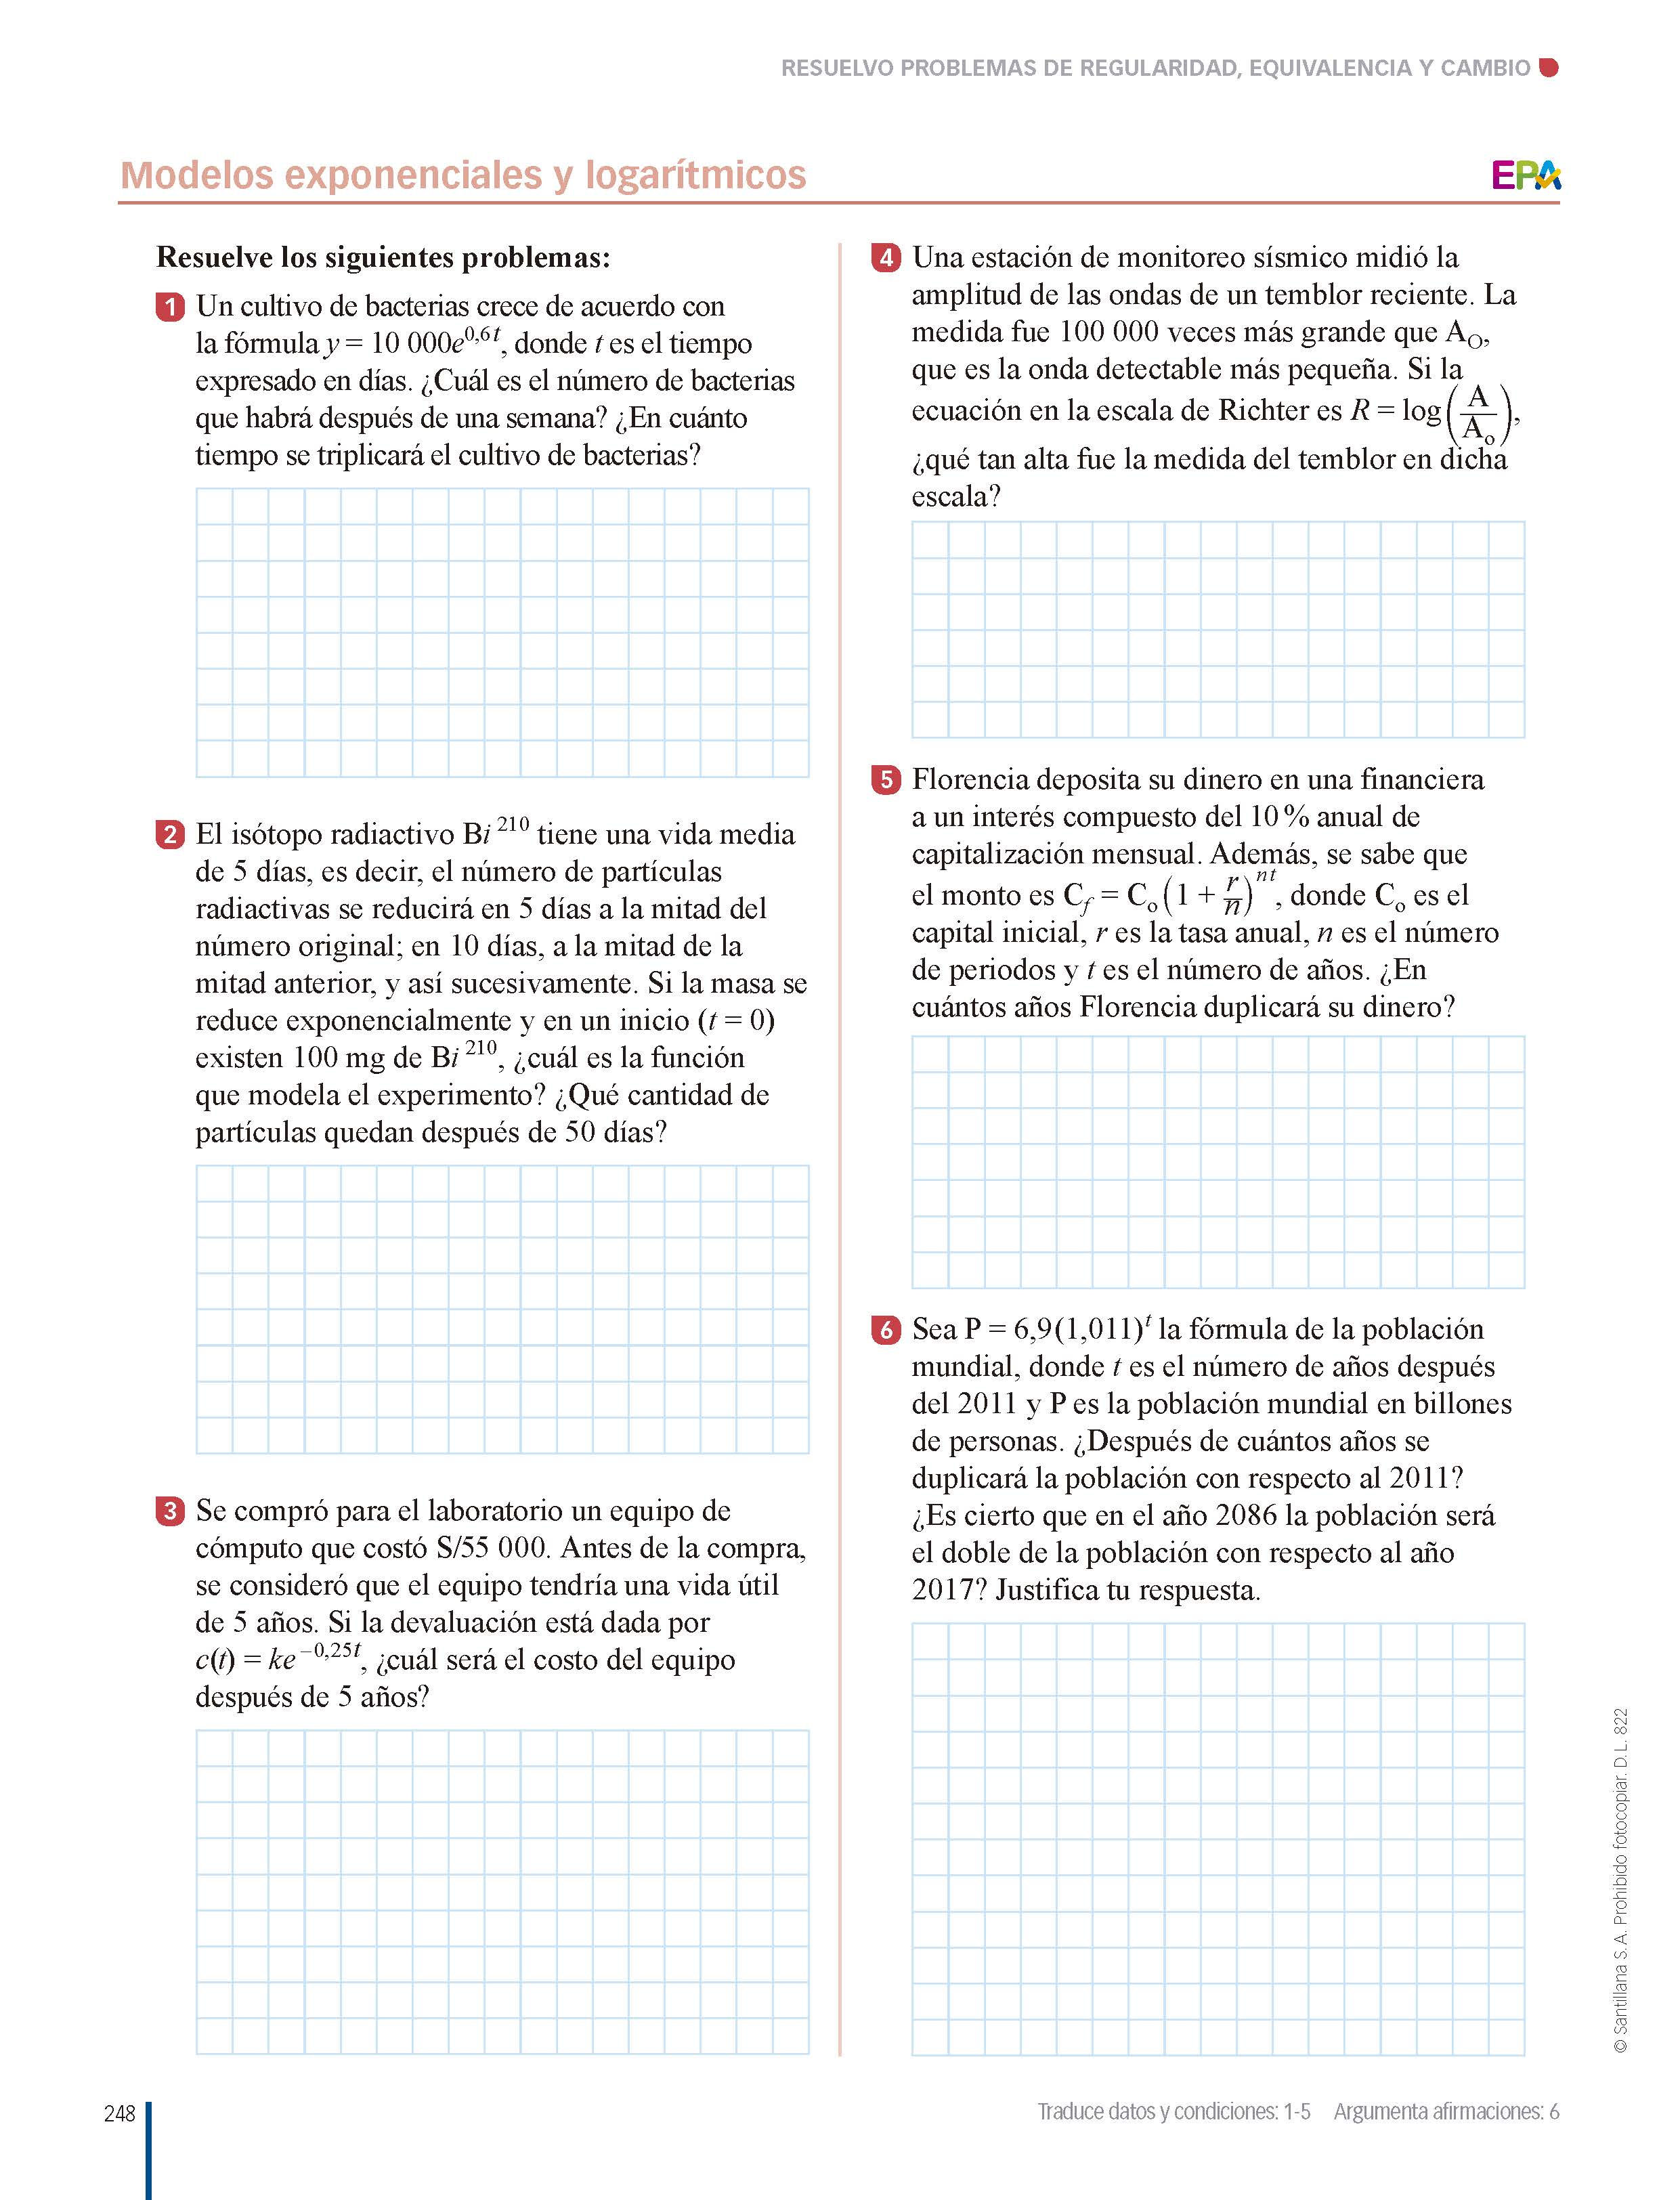 RESUELVO PROBLEMAS DE REGULARIDAD, EQUIVALENCIA Y CAMBIO
Modelos exponenciales y logarítmicos
EPA
Resuelve los siguientes problemas:
1 Un cultivo de bacterias crece de acuerdo con
la fórmula y = 10 000e^0,6t, donde t es el tiempo
expresado en días. ¿Cuál es el número de bacterias
que habrá después de una semana? ¿En cuánto
tiempo se triplicará el cultivo de bacterias?
2 El isótopo radiactivo Bi^210 tiene una vida media
de 5 días, es decir, el número de partículas
radiactivas se reducirá en 5 días a la mitad del
número original; en 10 días, a la mitad de la
mitad anterior, y así sucesivamente. Si la masa se
reduce exponencialmente y en un inicio (t = 0)
existen 100 mg de Bi^210, ¿cuál es la función
que modela el experimento? ¿Qué cantidad de
partículas quedan después de 50 días?
3 Se compró para el laboratorio un equipo de
cómputo que costó S/55 000. Antes de la compra,
se consideró que el equipo tendría una vida útil
de 5 años. Si la devaluación está dada por
c(t) = ke^−0,25t, ¿cuál será el costo del equipo
después de 5 años?
4 Una estación de monitoreo sísmico midió la
amplitud de las ondas de un temblor reciente. La
medida fue 100 000 veces más grande que A_O,
que es la onda detectable más pequeña. Si la
ecuación en la escala de Richter es R = log(A/A_o),
¿qué tan alta fue la medida del temblor en dicha
escala?
5 Florencia deposita su dinero en una financiera
a un interés compuesto del 10 % anual de
capitalización mensual. Además, se sabe que
el monto es C_f = C_o(1 + r/n)^nt, donde C_o es el
capital inicial, r es la tasa anual, n es el número
de periodos y t es el número de años. ¿En
cuántos años Florencia duplicará su dinero?
6 Sea P = 6,9(1,011)^t la fórmula de la población
mundial, donde t es el número de años después
del 2011 y P es la población mundial en billones
de personas. ¿Después de cuántos años se
duplicará la población con respecto al 2011?
¿Es cierto que en el año 2086 la población será
el doble de la población con respecto al año
2017? Justifica tu respuesta.
© Santillana S. A. Prohibido fotocopiar. D. L. 822
248
Traduce datos y condiciones: 1-5 Argumenta afirmaciones: 6